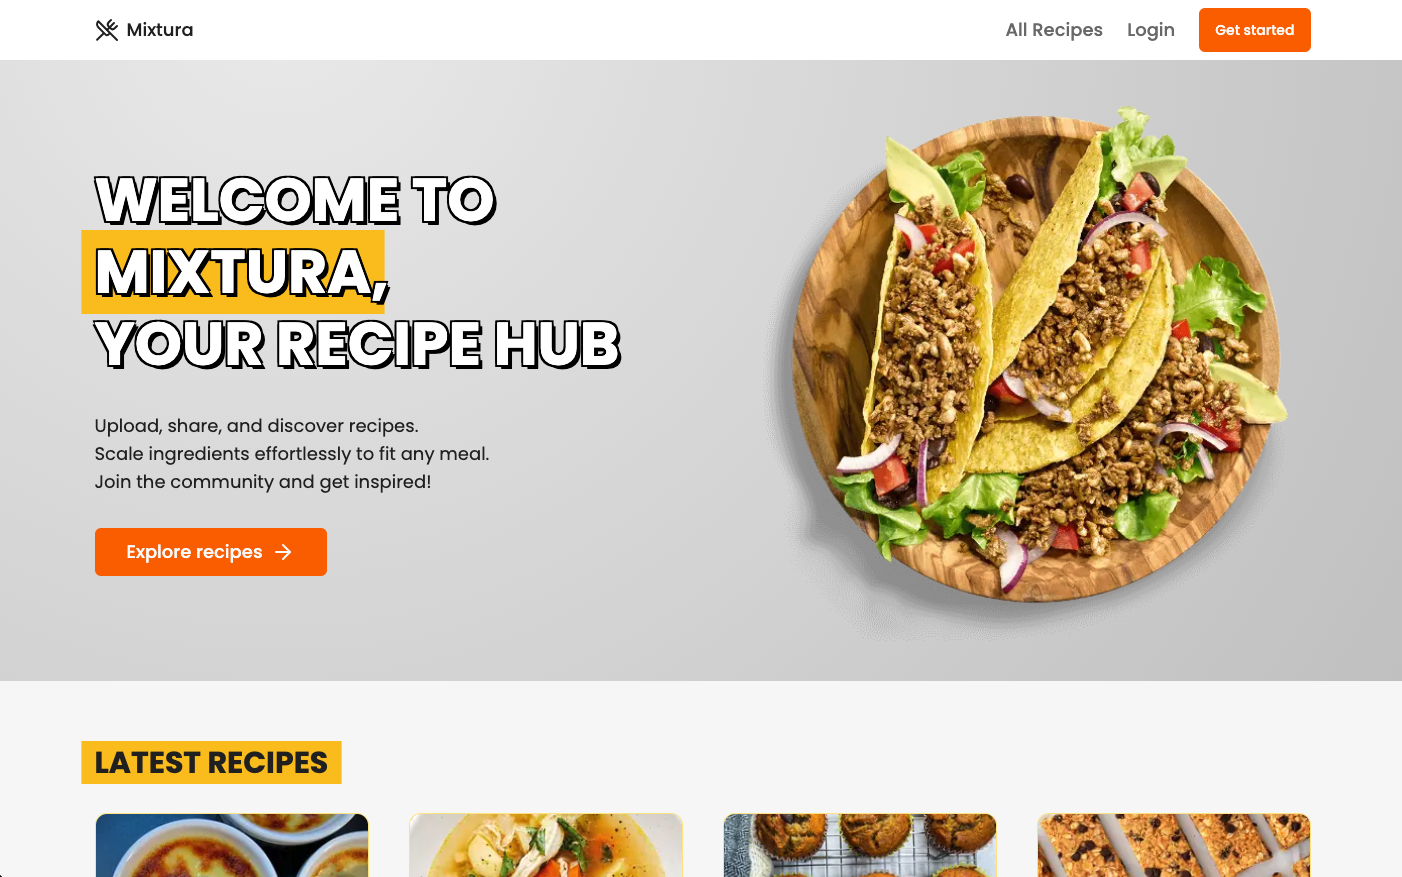 Mixtura
All Recipes
Login
Get started
WELCOME TO
MIXTURA,
YOUR RECIPE HUB
Upload, share, and discover recipes.
Scale ingredients effortlessly to fit any meal.
Join the community and get inspired!
Explore recipes
LATEST RECIPES